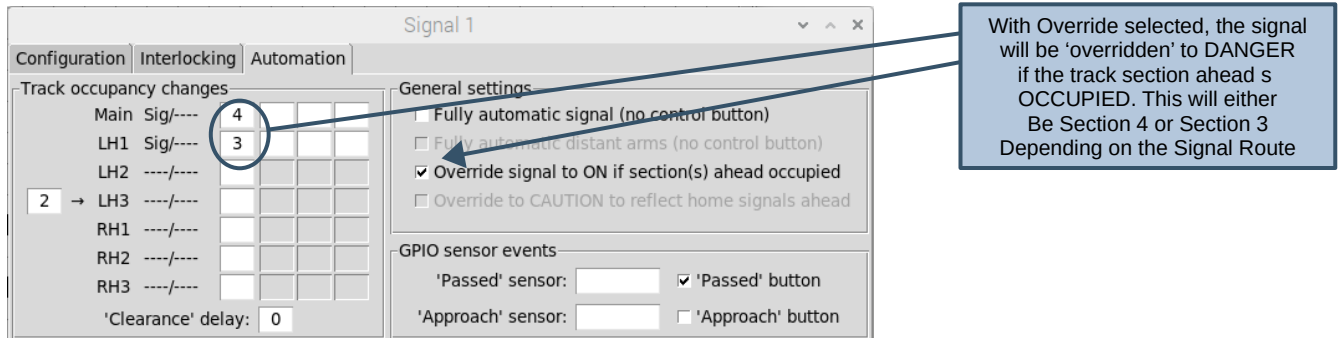 Signal 1
Configuration Interlocking Automation
Track occupancy changes
Main Sig/---- 4
LH1 Sig/---- 3
LH2 ----/----
2 → LH3 ----/----
RH1 ----/----
RH2 ----/----
RH3 ----/----
'Clearance' delay: 0
General settings
Fully automatic signal (no control button)
Fully automatic distant arms (no control button)
Override signal to ON if section(s) ahead occupied
Override to CAUTION to reflect home signals ahead
GPIO sensor events
'Passed' sensor: 'Passed' button
'Approach' sensor: 'Approach' button
With Override selected, the signal
will be ‘overridden’ to DANGER
if the track section ahead s
OCCUPIED. This will either
Be Section 4 or Section 3
Depending on the Signal Route